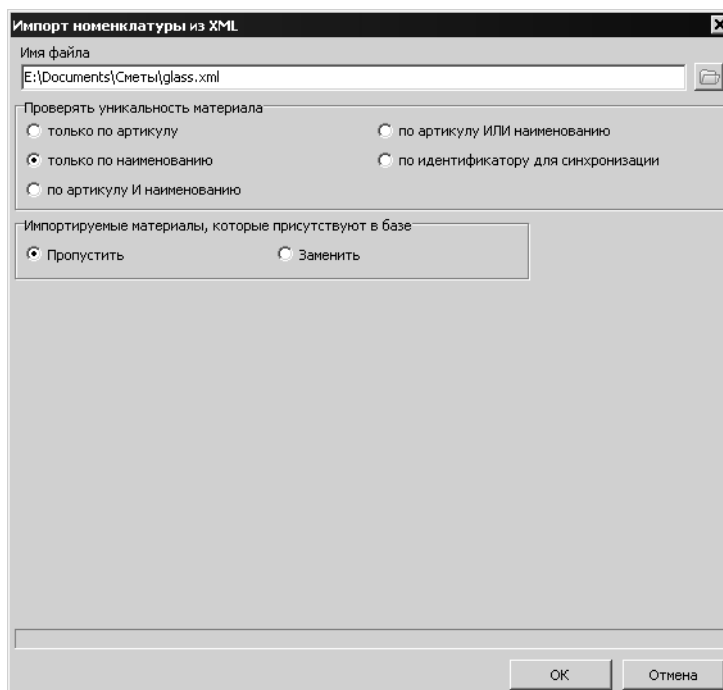 Импорт номенклатуры из XML
Имя файла
E:\Documents\Сметы\glass.xml
Проверять уникальность материала
только по артикулу
по артикулу ИЛИ наименованию
только по наименованию
по идентификатору для синхронизации
по артикулу И наименованию
Импортируемые материалы, которые присутствуют в базе
Пропустить
Заменить
OK
Отмена